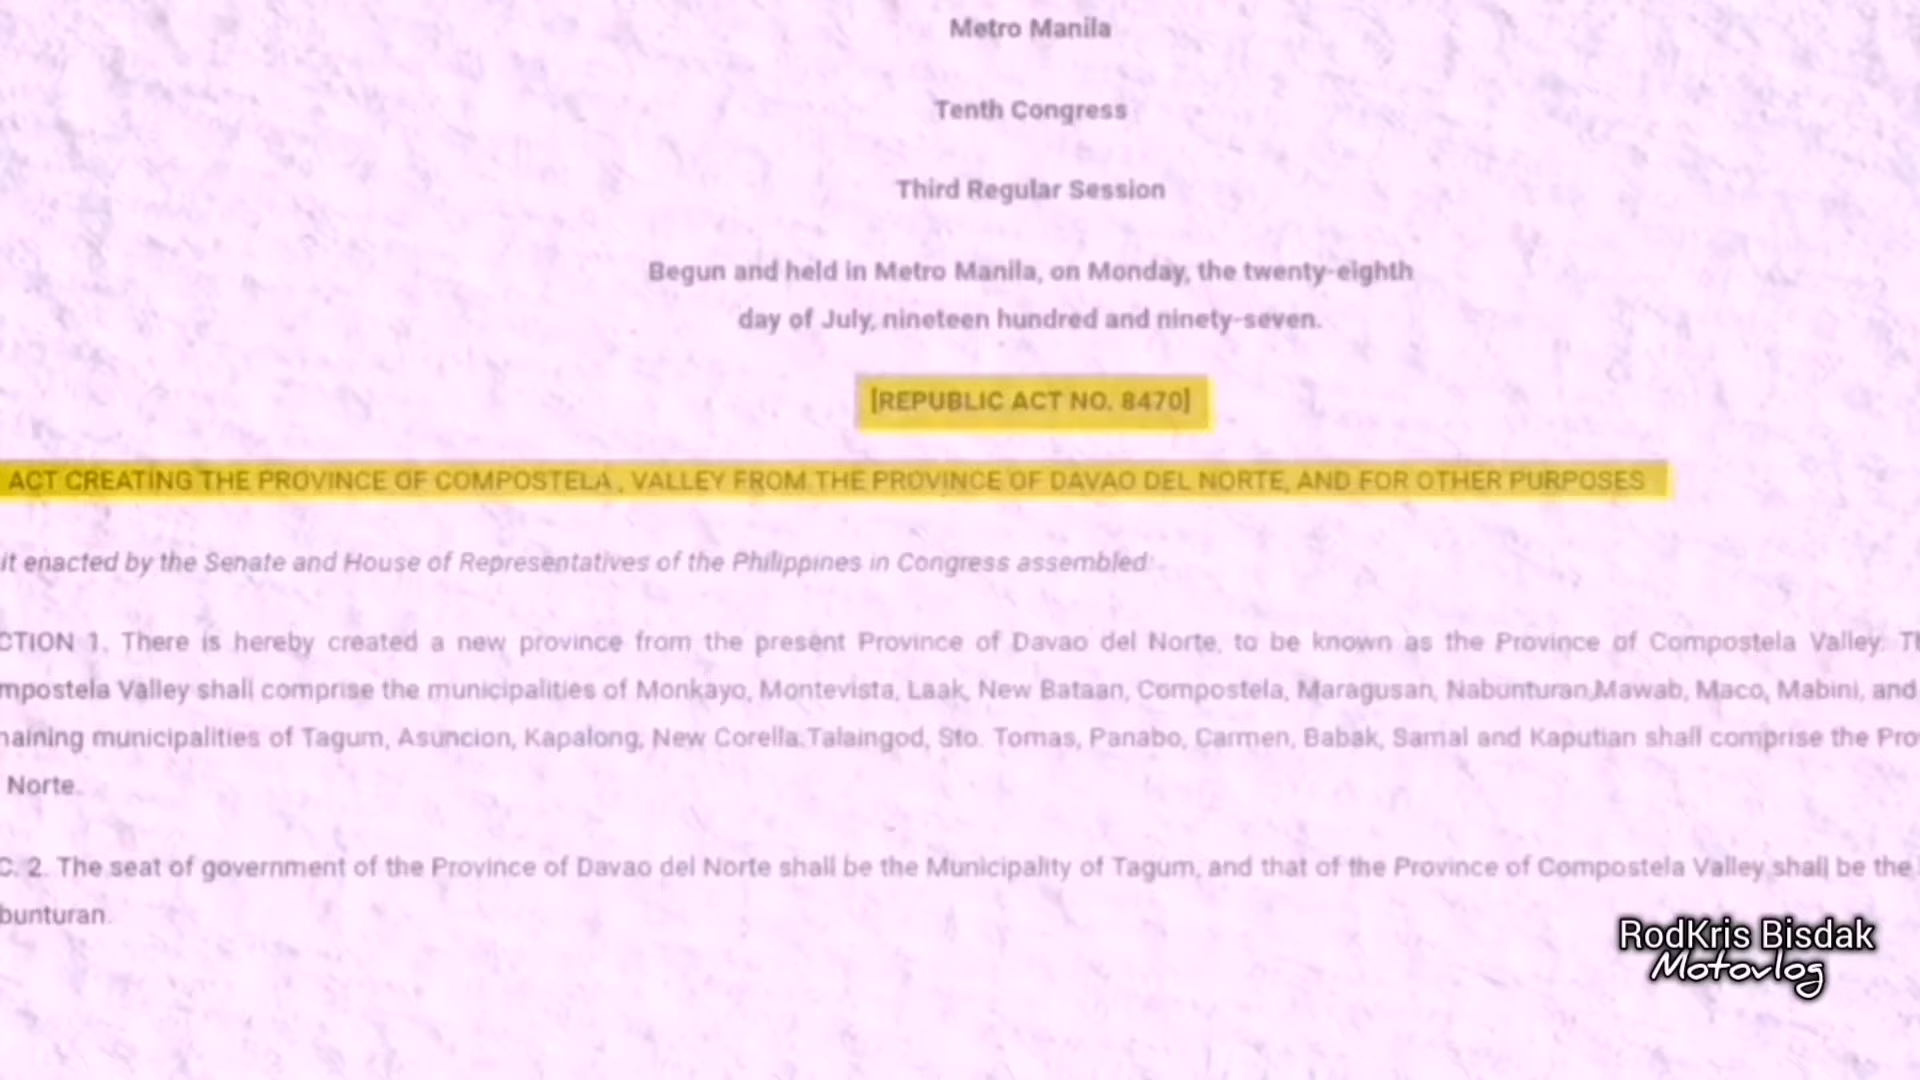 Metro Manila
Tenth Congress
Third Regular Session
Begun and held in Metro Manila, on Monday, the twenty-eighth
day of July, nineteen hundred and ninety-seven.
[REPUBLIC ACT NO. 8470]
ACT CREATING THE PROVINCE OF COMPOSTELA , VALLEY FROM THE PROVINCE OF DAVAO DEL NORTE, AND FOR OTHER PURPOSES
it enacted by the Senate and House of Representatives of the Philippines in Congress assembled:
CTION 1. There is hereby created a new province from the present Province of Davao del Norte, to be known as the Province of Compostela Valley. Th
mpostela Valley shall comprise the municipalities of Monkayo, Montevista, Laak, New Bataan, Compostela, Maragusan, Nabunturan,Mawab, Maco, Mabini, and
naining municipalities of Tagum, Asuncion, Kapalong, New Corella.Talaingod, Sto. Tomas, Panabo, Carmen, Babak, Samal and Kaputian shall comprise the Pro
Norte.
C. 2. The seat of government of the Province of Davao del Norte shall be the Municipality of Tagum, and that of the Province of Compostela Valley shall be the
bunturan.
RodKris Bisdak
Motovlog